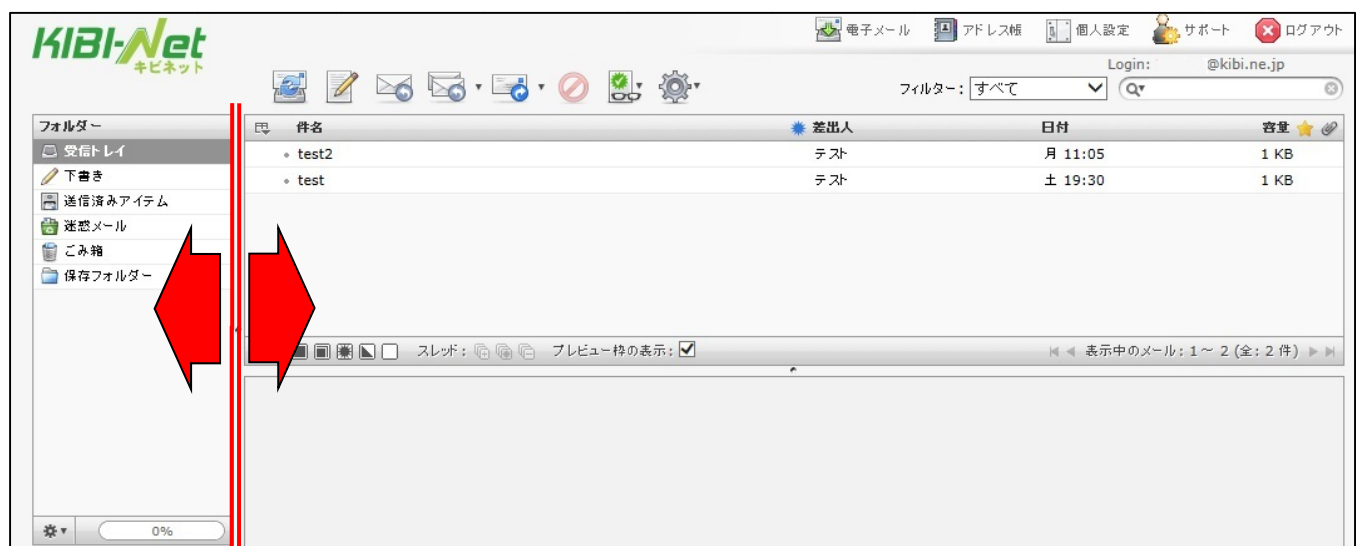 KIBI-Net
キビネット
電子メール アドレス帳 個人設定 サポート ログアウト
Login: @kibi.ne.jp
フィルター: すべて
フォルダー
受信トレイ
下書き
送信済みアイテム
迷惑メール
ごみ箱
保存フォルダー
0%
件名 差出人 日付 容量
test2 テスト 月 11:05 1 KB
test テスト 土 19:30 1 KB
スレッド: プレビュー枠の表示: 表示中のメール: 1～ 2 (全: 2 件)